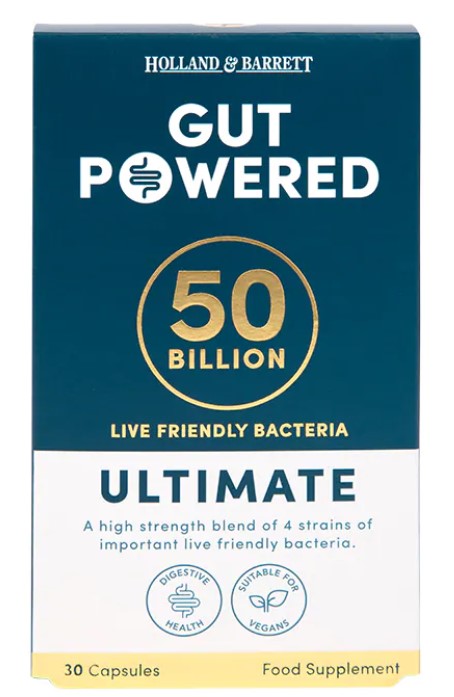 HOLLAND & BARRETT
GUT
POWERED
50
BILLION
LIVE FRIENDLY BACTERIA
ULTIMATE
A high strength blend of 4 strains of
important live friendly bacteria.
DIGESTIVE
HEALTH
SUITABLE FOR
VEGANS
30 Capsules
Food Supplement